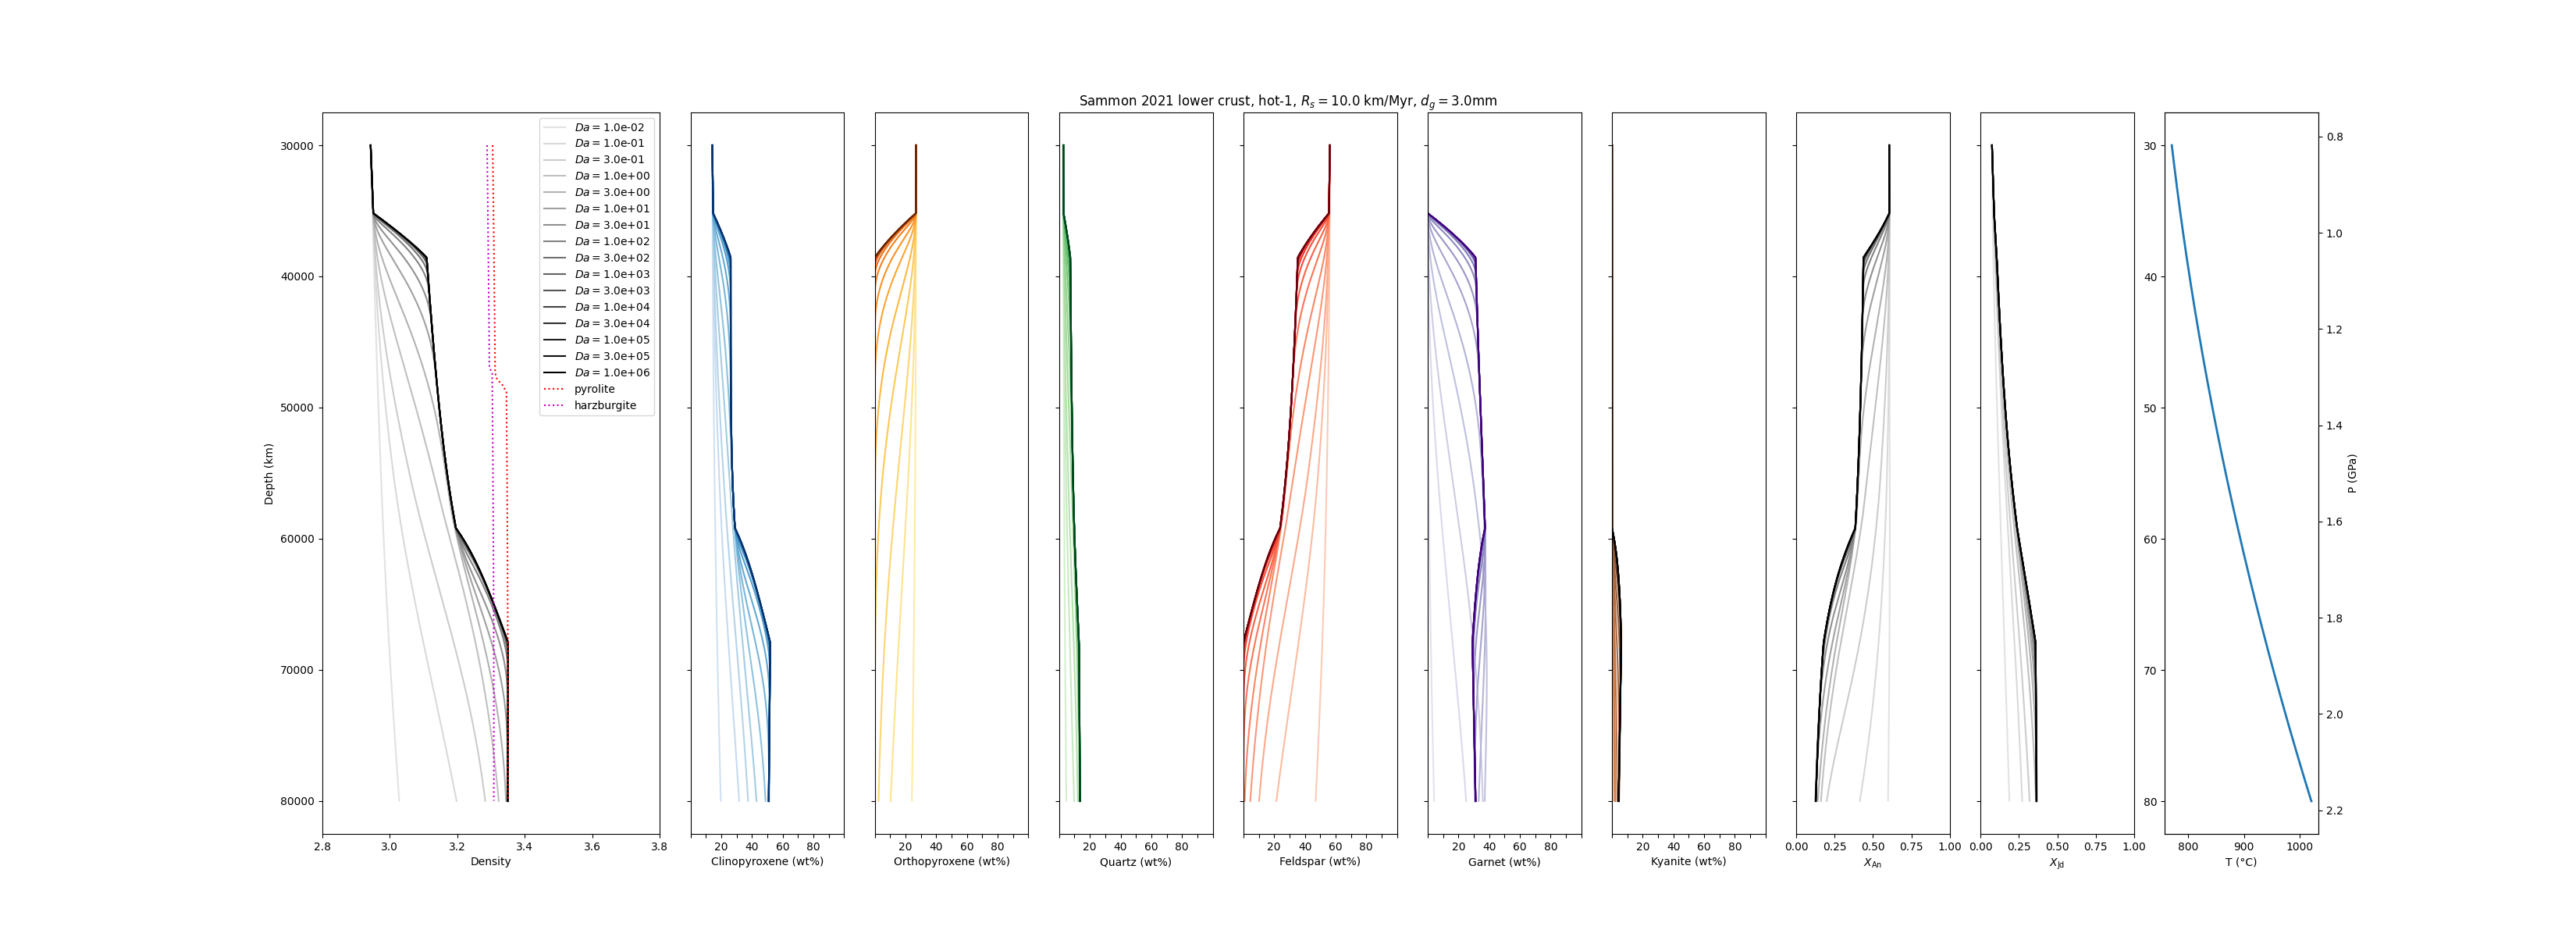 Sammon 2021 lower crust, hot-1, Rs = 10.0 km/Myr, dg = 3.0mm
Da = 1.0e-02
Da = 1.0e-01
Da = 3.0e-01
Da = 1.0e+00
Da = 3.0e+00
Da = 1.0e+01
Da = 3.0e+01
Da = 1.0e+02
Da = 3.0e+02
Da = 1.0e+03
Da = 3.0e+03
Da = 1.0e+04
Da = 3.0e+04
Da = 1.0e+05
Da = 3.0e+05
Da = 1.0e+06
pyrolite
harzburgite
Depth (km)
30000
40000
50000
60000
70000
80000
2.8 3.0 3.2 3.4 3.6 3.8
Density
20 40 60 80
Clinopyroxene (wt%)
20 40 60 80
Orthopyroxene (wt%)
20 40 60 80
Quartz (wt%)
20 40 60 80
Feldspar (wt%)
20 40 60 80
Garnet (wt%)
20 40 60 80
Kyanite (wt%)
0.00 0.25 0.50 0.75 1.00
XAn
0.00 0.25 0.50 0.75 1.00
XJd
30
40
50
60
70
80
800 900 1000
T (°C)
0.8
1.0
1.2
1.4
1.6
1.8
2.0
2.2
P (GPa)